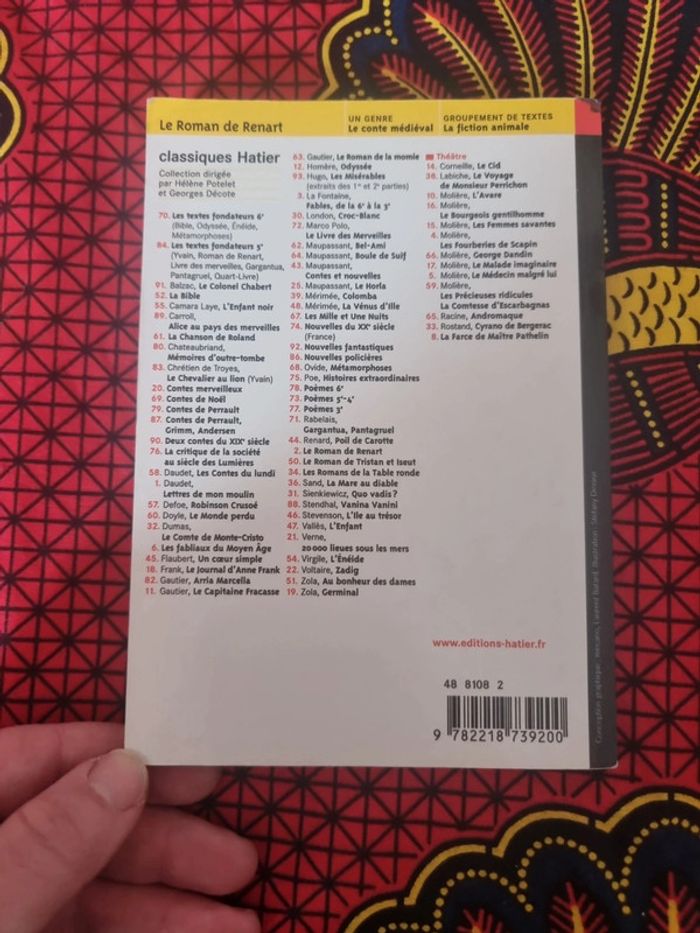 Le Roman de Renart
UN GENRE
Le conte médiéval
GROUPEMENT DE TEXTES
La fiction animale
classiques Hatier
Collection dirigée
par Hélène Potelet
et Georges Décote
70. Les textes fondateurs 6e
(Bible, Odyssée, Énéide,
Métamorphoses)
84. Les textes fondateurs 5e
(Yvain, Roman de Renart,
Livre des merveilles, Gargantua,
Pantagruel, Quart-Livre)
91. Balzac, Le Colonel Chabert
52. La Bible
55. Camara Laye, L'Enfant noir
89. Carroll,
Alice au pays des merveilles
61. La Chanson de Roland
80. Chateaubriand,
Mémoires d'outre-tombe
83. Chrétien de Troyes,
Le Chevalier au lion (Yvain)
20. Contes merveilleux
69. Contes de Noël
79. Contes de Perrault
87. Contes de Perrault,
Grimm, Andersen
90. Deux contes du XIXe siècle
76. La critique de la société
au siècle des Lumières
58. Daudet, Les Contes du lundi
1. Daudet,
Lettres de mon moulin
57. Defoe, Robinson Crusoé
60. Doyle, Le Monde perdu
32. Dumas,
Le Comte de Monte-Cristo
6. Les fabliaux du Moyen Âge
45. Flaubert, Un cœur simple
18. Frank, Le Journal d'Anne Frank
82. Gautier, Arria Marcella
11. Gautier, Le Capitaine Fracasse
63. Gautier, Le Roman de la momie
12. Homère, Odyssée
93. Hugo, Les Misérables
(extraits des 1re et 2e parties)
3. La Fontaine,
Fables, de la 6e à la 3e
30. London, Croc-Blanc
72. Marco Polo,
Le Livre des Merveilles
62. Maupassant, Bel-Ami
64. Maupassant, Boule de Suif
43. Maupassant,
Contes et nouvelles
25. Maupassant, Le Horla
39. Mérimée, Colomba
48. Mérimée, La Vénus d'Ille
67. Les Mille et Une Nuits
74. Nouvelles du XXe siècle
(France)
92. Nouvelles fantastiques
86. Nouvelles policières
68. Ovide, Métamorphoses
75. Poe, Histoires extraordinaires
78. Poèmes 6e
73. Poèmes 5e-4e
77. Poèmes 3e
71. Rabelais,
Gargantua, Pantagruel
44. Renard, Poil de Carotte
2. Le Roman de Renart
50. Le Roman de Tristan et Iseut
34. Les Romans de la Table ronde
36. Sand, La Mare au diable
31. Sienkiewicz, Quo vadis ?
88. Stendhal, Vanina Vanini
46. Stevenson, L'Ile au trésor
47. Vallès, L'Enfant
21. Verne,
20 000 lieues sous les mers
54. Virgile, L'Énéide
22. Voltaire, Zadig
51. Zola, Au bonheur des dames
19. Zola, Germinal
Théâtre
14. Corneille, Le Cid
38. Labiche, Le Voyage
de Monsieur Perrichon
10. Molière, L'Avare
16. Molière,
Le Bourgeois gentilhomme
15. Molière, Les Femmes savantes
4. Molière,
Les Fourberies de Scapin
66. Molière, George Dandin
17. Molière, Le Malade imaginaire
5. Molière, Le Médecin malgré lui
59. Molière,
Les Précieuses ridicules
La Comtesse d'Escarbagnas
65. Racine, Andromaque
33. Rostand, Cyrano de Bergerac
8. La Farce de Maître Pathelin
www.editions-hatier.fr
48 8108 2
9 782218 739200
Conception graphique : Illustration :